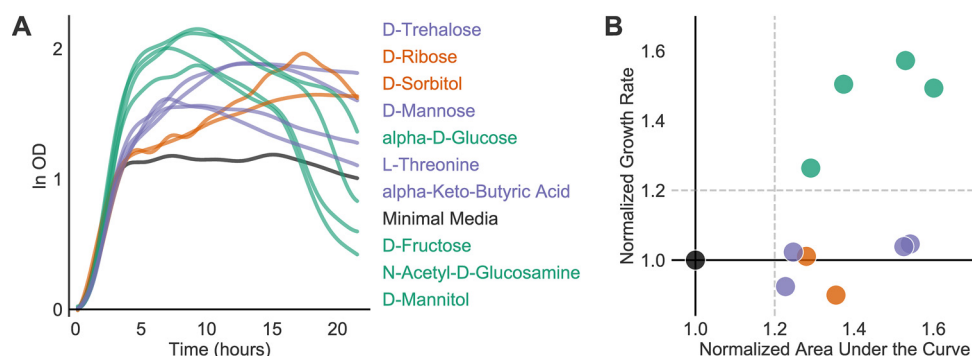 A
ln OD
2
1
0
0
5
10
15
20
Time (hours)
D-Trehalose
D-Ribose
D-Sorbitol
D-Mannose
alpha-D-Glucose
L-Threonine
alpha-Keto-Butyric Acid
Minimal Media
D-Fructose
N-Acetyl-D-Glucosamine
D-Mannitol
B
Normalized Growth Rate
1.6
1.4
1.2
1.0
1.0
1.2
1.4
1.6
Normalized Area Under the Curve